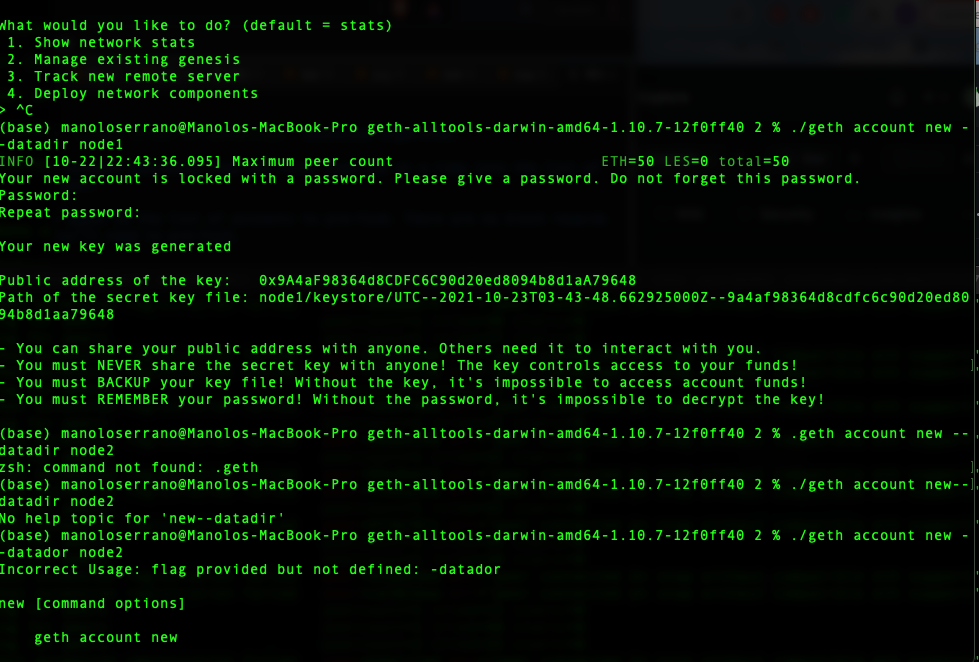 What would you like to do? (default = stats)
 1. Show network stats
 2. Manage existing genesis
 3. Track new remote server
 4. Deploy network components
> ^C
(base) manoloserrano@Manolos-MacBook-Pro geth-alltools-darwin-amd64-1.10.7-12f0ff40 2 % ./geth account new -
-datadir node1
INFO [10-22|22:43:36.095] Maximum peer count                       ETH=50 LES=0 total=50
Your new account is locked with a password. Please give a password. Do not forget this password.
Password:
Repeat password:

Your new key was generated

Public address of the key:   0x9A4aF98364d8CDFC6C90d20ed8094b8d1aA79648
Path of the secret key file: node1/keystore/UTC--2021-10-23T03-43-48.662925000Z--9a4af98364d8cdfc6c90d20ed80
94b8d1aa79648

- You can share your public address with anyone. Others need it to interact with you.
- You must NEVER share the secret key with anyone! The key controls access to your funds!
- You must BACKUP your key file! Without the key, it's impossible to access account funds!
- You must REMEMBER your password! Without the password, it's impossible to decrypt the key!

(base) manoloserrano@Manolos-MacBook-Pro geth-alltools-darwin-amd64-1.10.7-12f0ff40 2 % .geth account new --
datadir node2
zsh: command not found: .geth
(base) manoloserrano@Manolos-MacBook-Pro geth-alltools-darwin-amd64-1.10.7-12f0ff40 2 % ./geth account new--
datadir node2
No help topic for 'new--datadir'
(base) manoloserrano@Manolos-MacBook-Pro geth-alltools-darwin-amd64-1.10.7-12f0ff40 2 % ./geth account new -
-datador node2
Incorrect Usage: flag provided but not defined: -datador

new [command options]

    geth account new